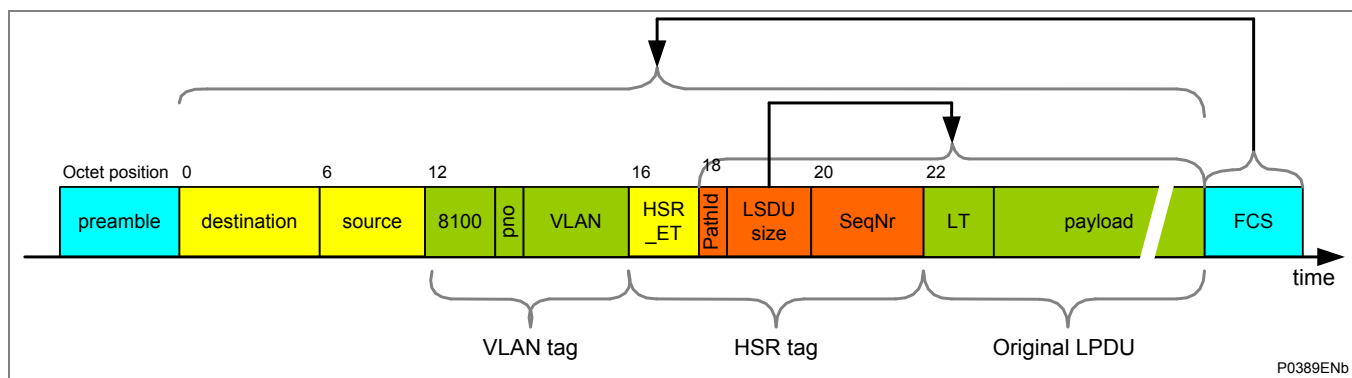 Octet position 0 6 12 16 18 20 22
preamble destination source 8100 pno VLAN HSR _ET PathId LSDU size SeqNr LT payload FCS
time
VLAN tag HSR tag Original LPDU
P0389ENb